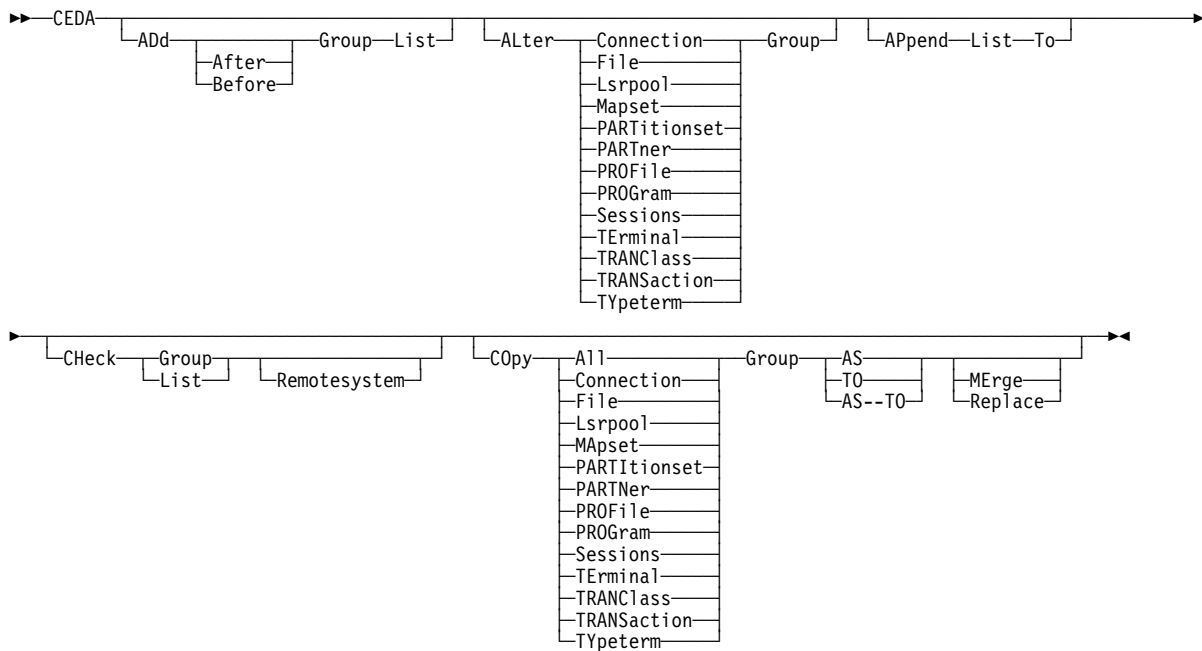 CEDA
ADd Group List ALter Connection Group APpend List To
After File
Before Lsrpool
Mapset
PARTitionset
PARTner
PROFile
PROGram
Sessions
TErminal
TRANClass
TRANSaction
TYpeterm
CHeck Group COpy All Group AS
List Remotesystem Connection TO MErge
File AS--TO Replace
Lsrpool
MApset
PARTItionset
PARTNer
PROFile
PROGram
Sessions
TErminal
TRANClass
TRANSaction
TYpeterm